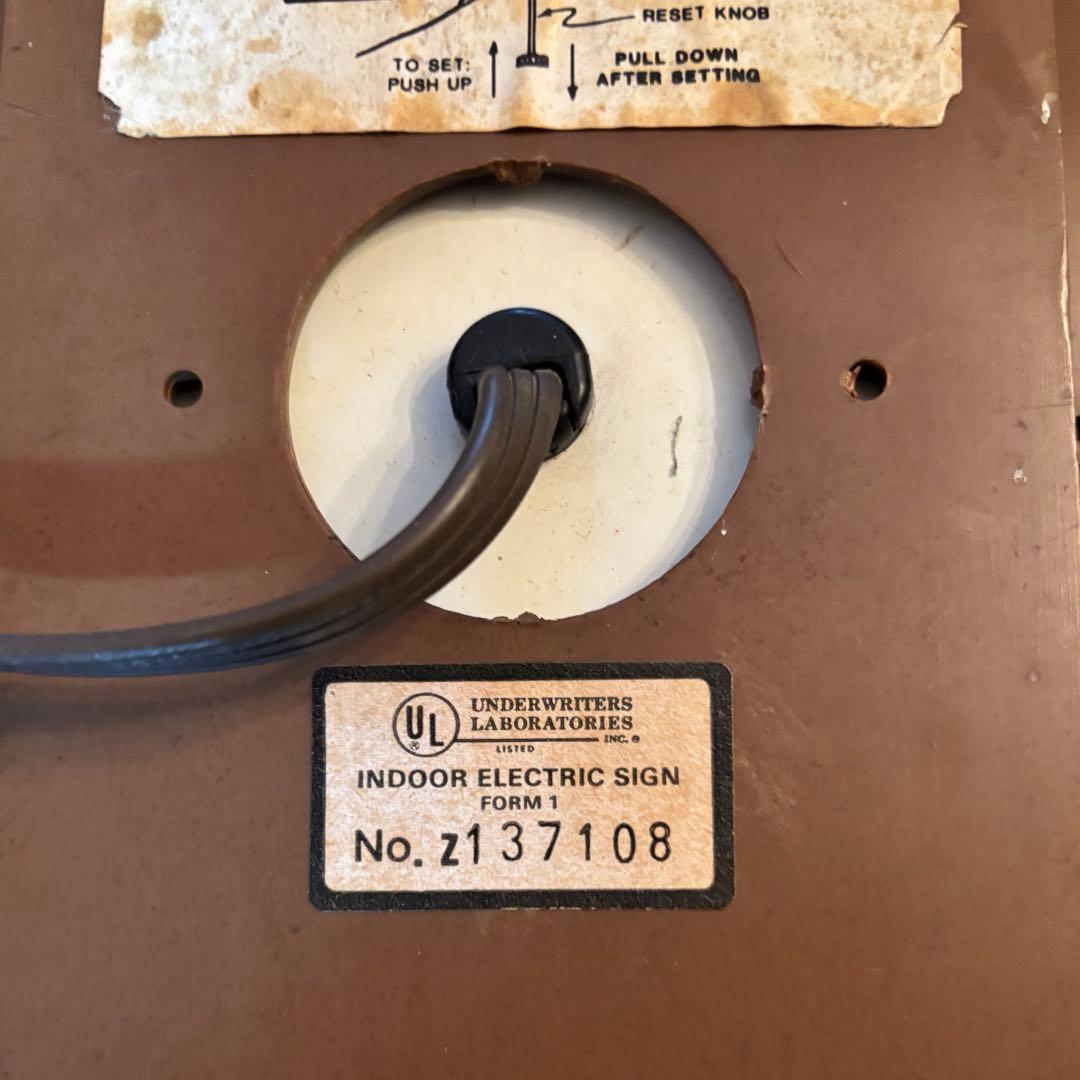 RESET KNOB
TO SET:
PUSH UP
PULL DOWN
AFTER SETTING
UL
®
UNDERWRITERS
LABORATORIES
INC. ®
LISTED
INDOOR ELECTRIC SIGN
FORM 1
No. Z137108